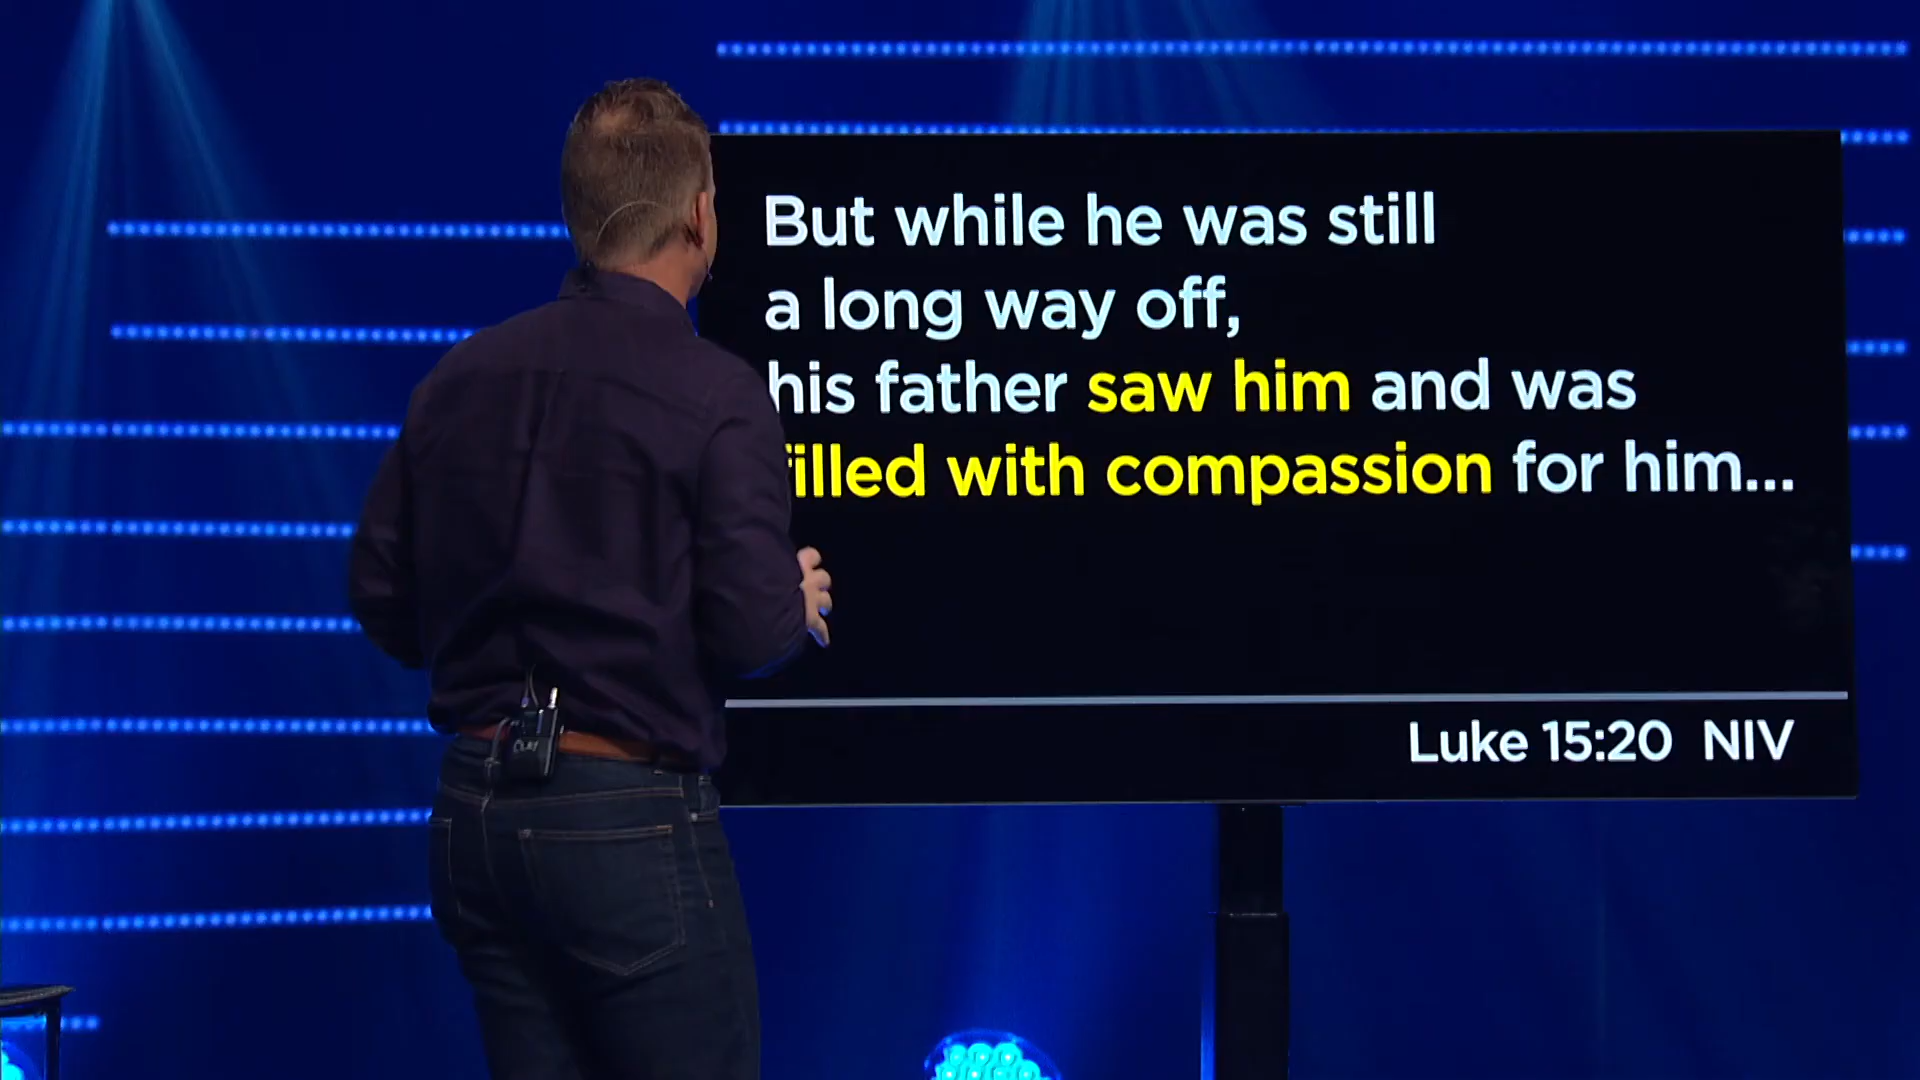 But while he was still
a long way off,
his father saw him and was
filled with compassion for him...
Luke 15:20 NIV